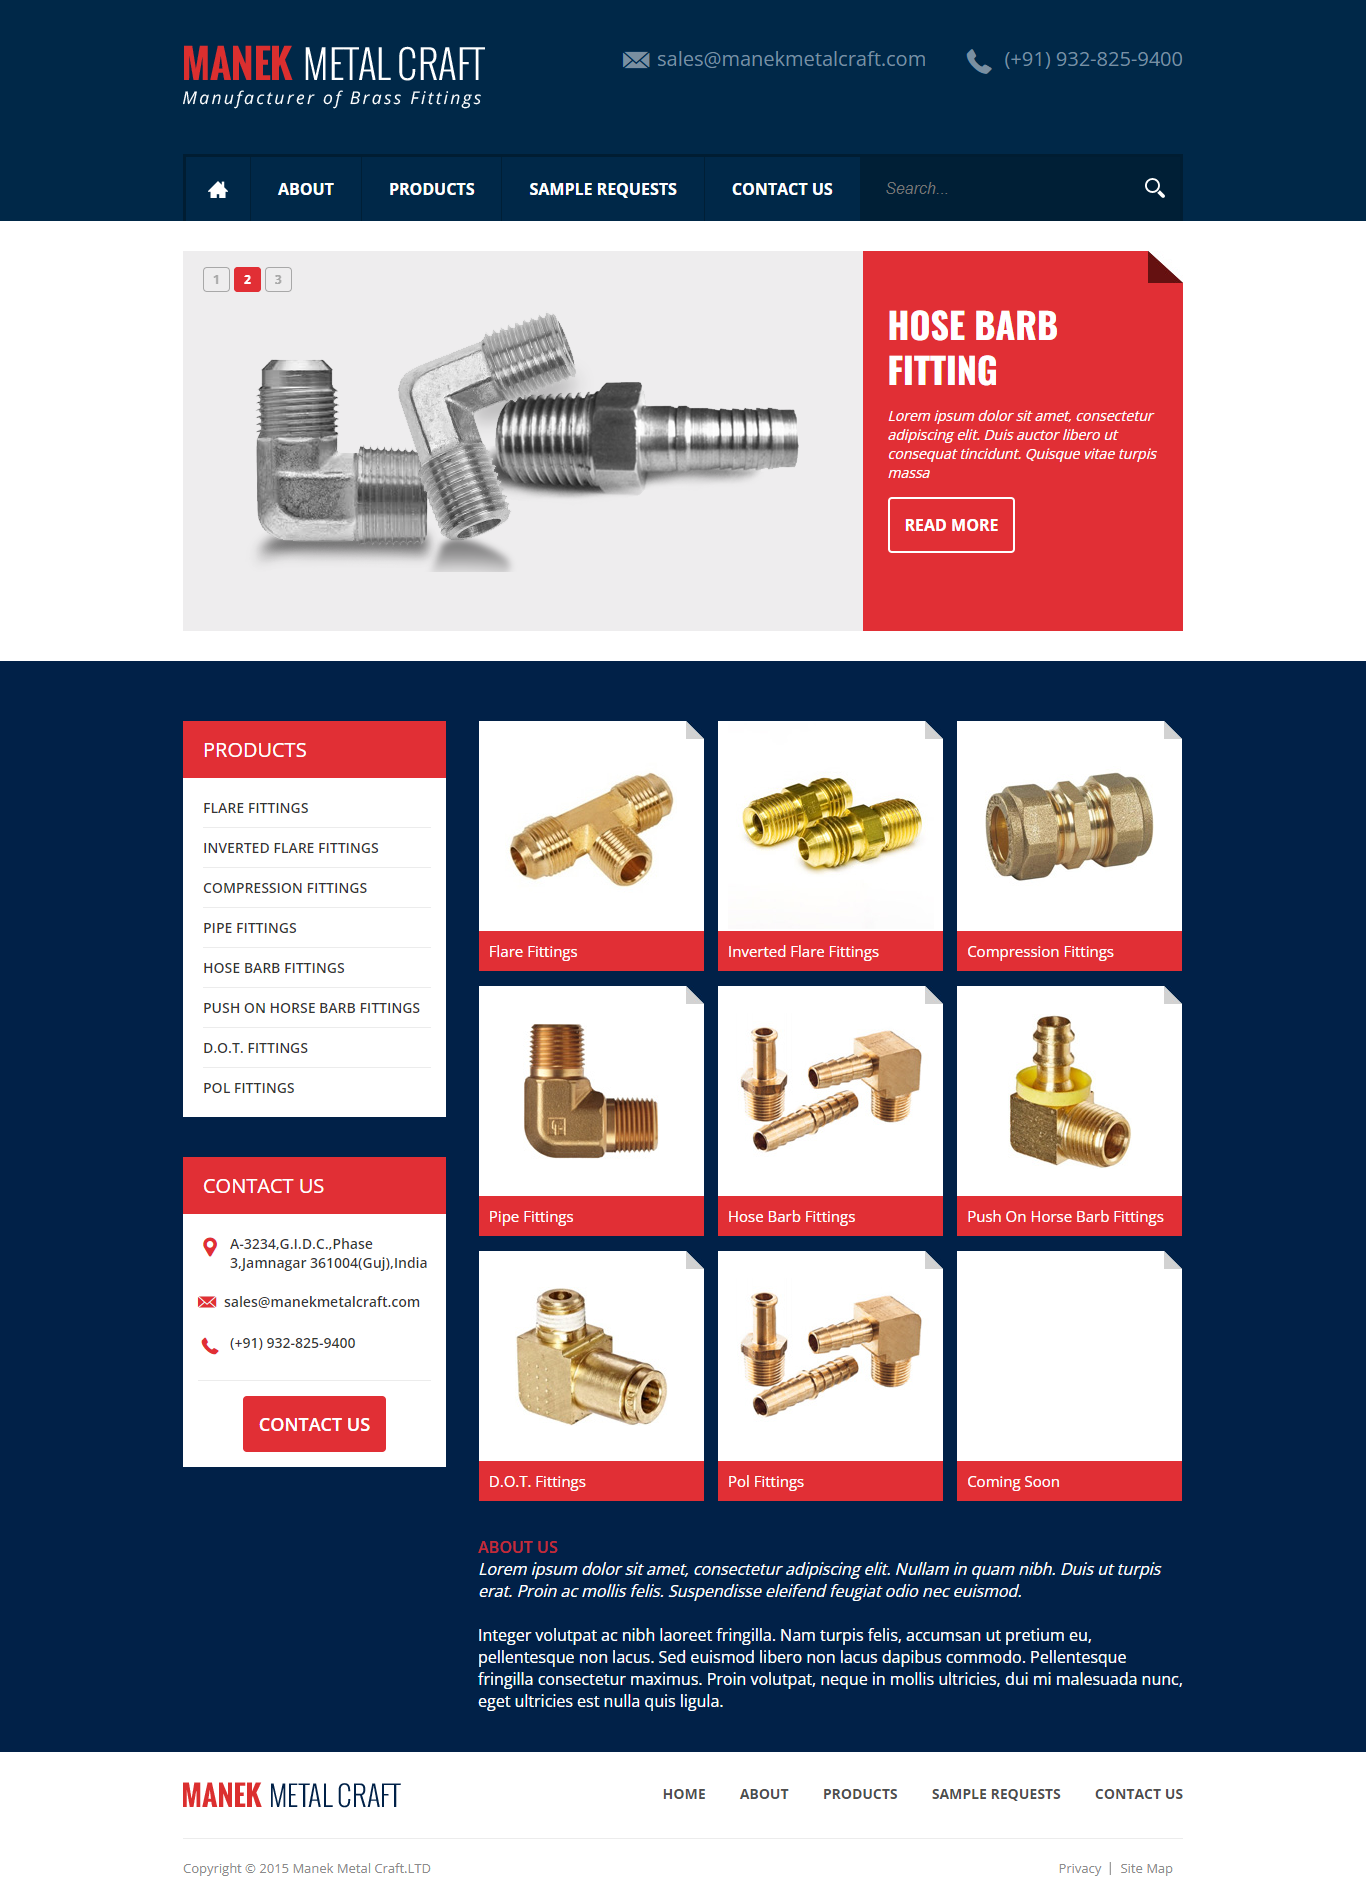 MANEK METAL CRAFT
Manufacturer of Brass Fittings
sales@manekmetalcraft.com
(+91) 932-825-9400
ABOUT
PRODUCTS
SAMPLE REQUESTS
CONTACT US
Search...
1 2 3
HOSE BARB
FITTING
Lorem ipsum dolor sit amet, consectetur
adipiscing elit. Duis auctor libero ut
consequat tincidunt. Quisque vitae turpis
massa
READ MORE
PRODUCTS
FLARE FITTINGS
INVERTED FLARE FITTINGS
COMPRESSION FITTINGS
PIPE FITTINGS
HOSE BARB FITTINGS
PUSH ON HORSE BARB FITTINGS
D.O.T. FITTINGS
POL FITTINGS
CONTACT US
A-3234,G.I.D.C.,Phase
3,Jamnagar 361004(Guj),India
sales@manekmetalcraft.com
(+91) 932-825-9400
CONTACT US
Flare Fittings
Inverted Flare Fittings
Compression Fittings
Pipe Fittings
Hose Barb Fittings
Push On Horse Barb Fittings
D.O.T. Fittings
Pol Fittings
Coming Soon
ABOUT US
Lorem ipsum dolor sit amet, consectetur adipiscing elit. Nullam in quam nibh. Duis ut turpis
erat. Proin ac mollis felis. Suspendisse eleifend feugiat odio nec euismod.
Integer volutpat ac nibh laoreet fringilla. Nam turpis felis, accumsan ut pretium eu,
pellentesque non lacus. Sed euismod libero non lacus dapibus commodo. Pellentesque
fringilla consectetur maximus. Proin volutpat, neque in mollis ultricies, dui mi malesuada nunc,
eget ultricies est nulla quis ligula.
MANEK METAL CRAFT
HOME
ABOUT
PRODUCTS
SAMPLE REQUESTS
CONTACT US
Copyright © 2015 Manek Metal Craft.LTD
Privacy | Site Map